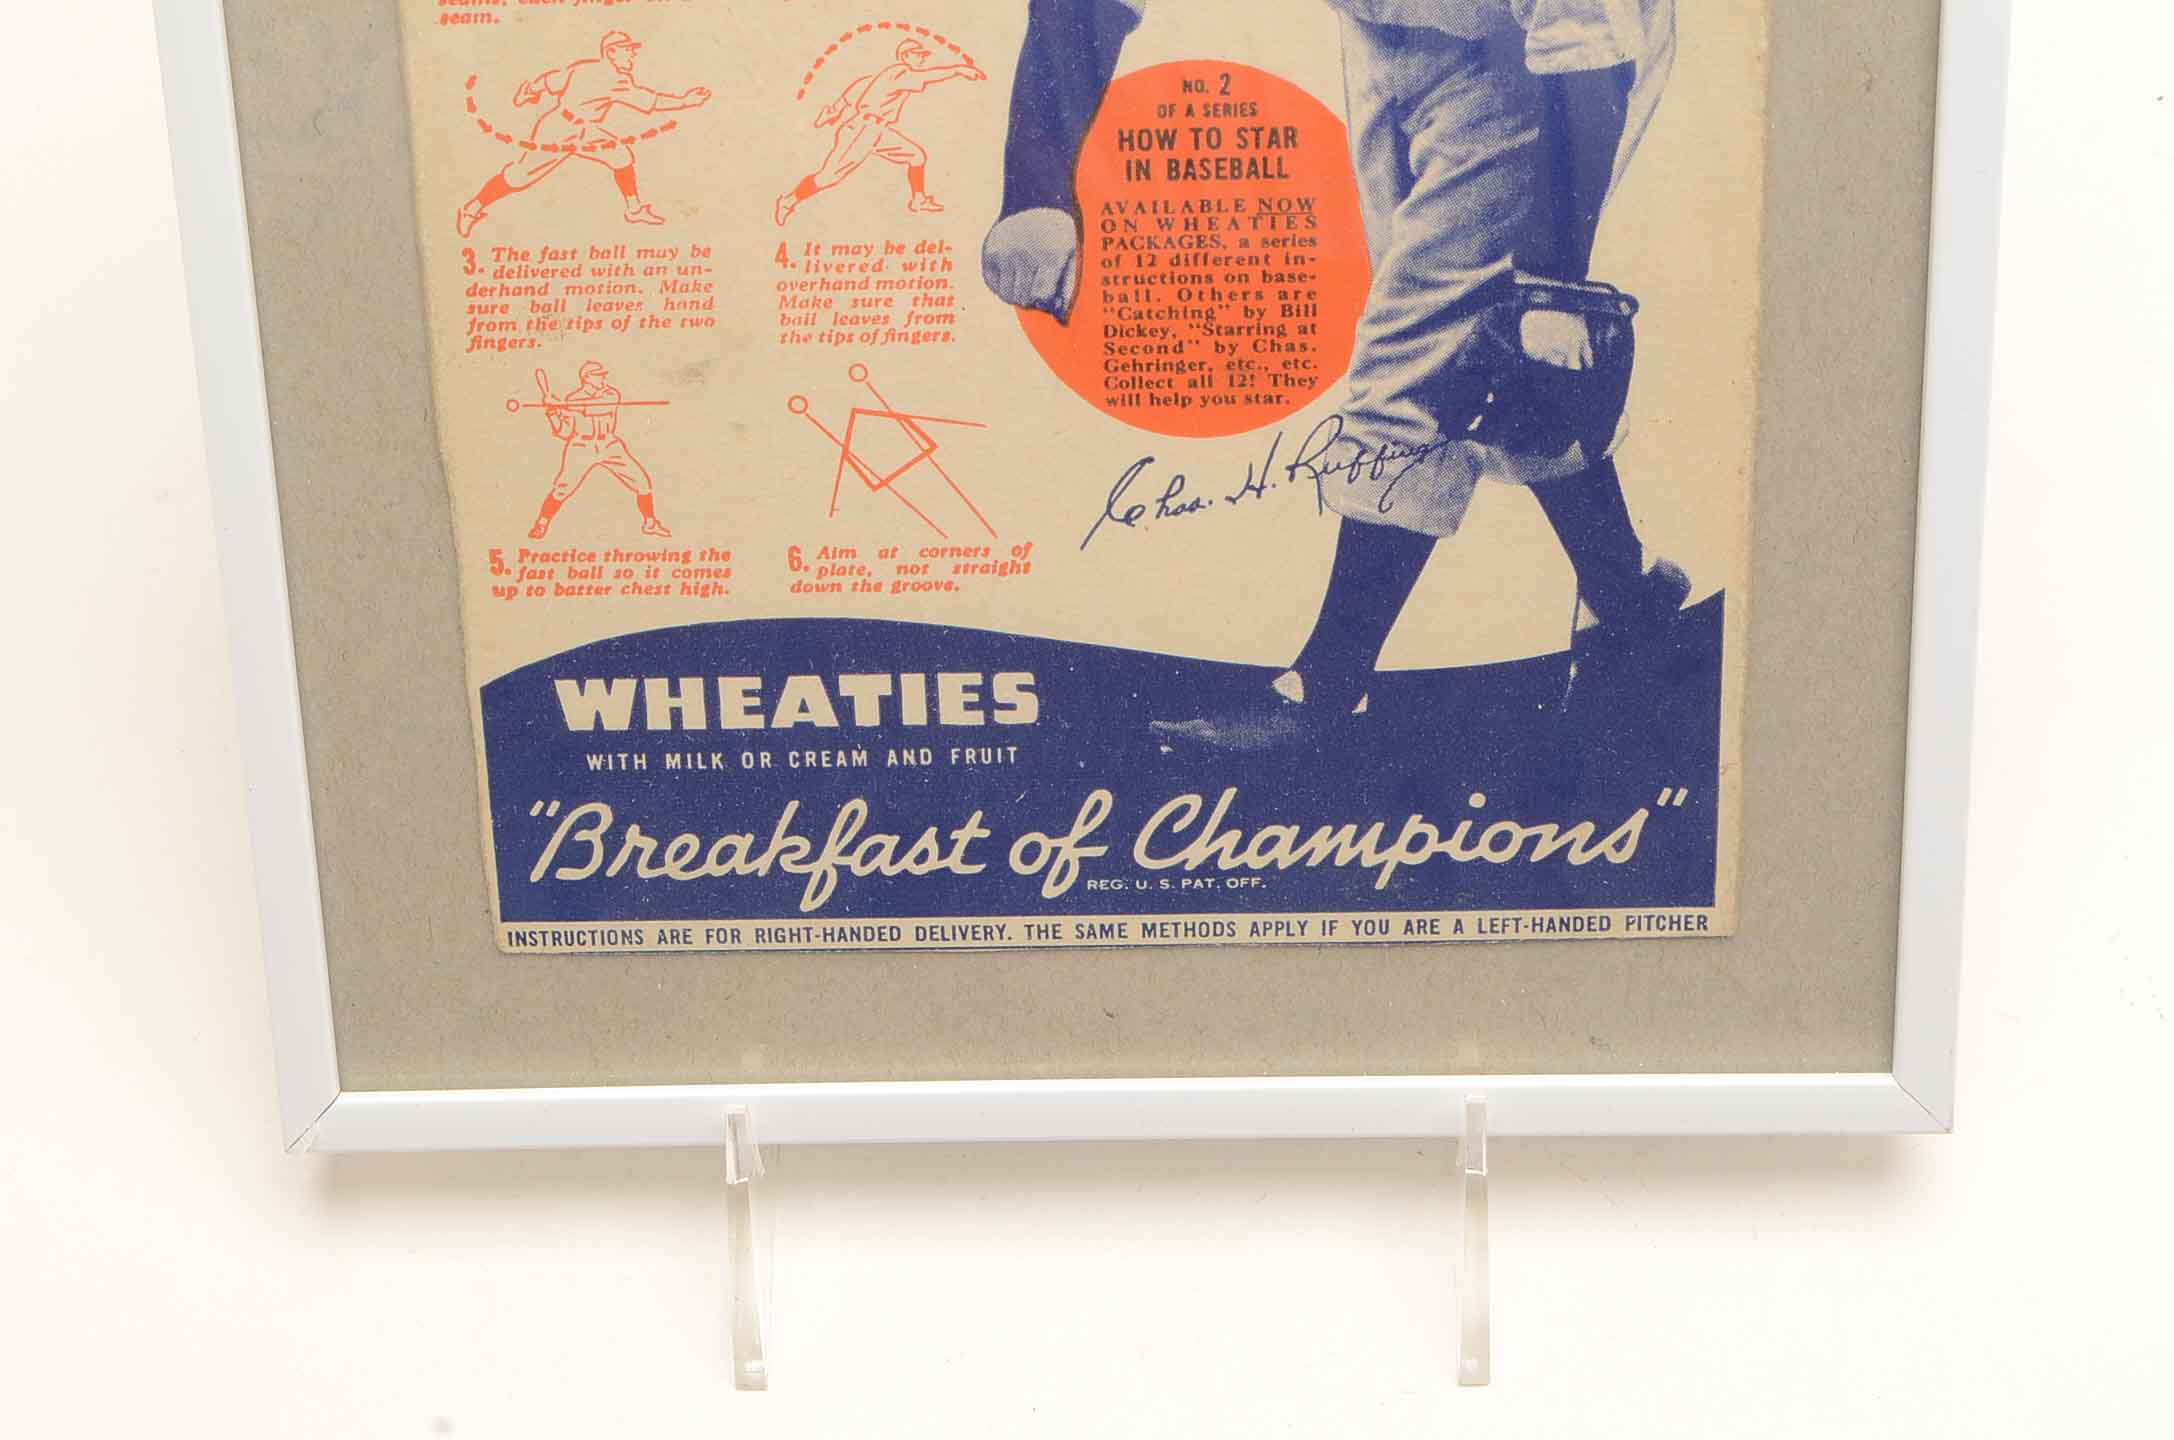 seam.
3. The fast ball may be
delivered with an un-
derhand motion. Make
sure ball leaves hand
from the tips of the two
fingers.
4. It may be del-
livered with
overhand motion.
Make sure that
ball leaves from
the tips of fingers.
5. Practice throwing the
fast ball so it comes
up to batter chest high.
6. Aim at corners of
plate, not straight
down the groove.
NO. 2
OF A SERIES
HOW TO STAR
IN BASEBALL
AVAILABLE NOW
ON WHEATIES
PACKAGES, a series
of 12 different in-
structions on base-
ball. Others are
"Catching" by Bill
Dickey, "Starring at
Second" by Chas.
Gehringer, etc., etc.
Collect all 12! They
will help you star.
Chas. H. Ruffing
WHEATIES
WITH MILK OR CREAM AND FRUIT
"Breakfast of Champions"
REG. U. S. PAT. OFF.
INSTRUCTIONS ARE FOR RIGHT-HANDED DELIVERY. THE SAME METHODS APPLY IF YOU ARE A LEFT-HANDED PITCHER